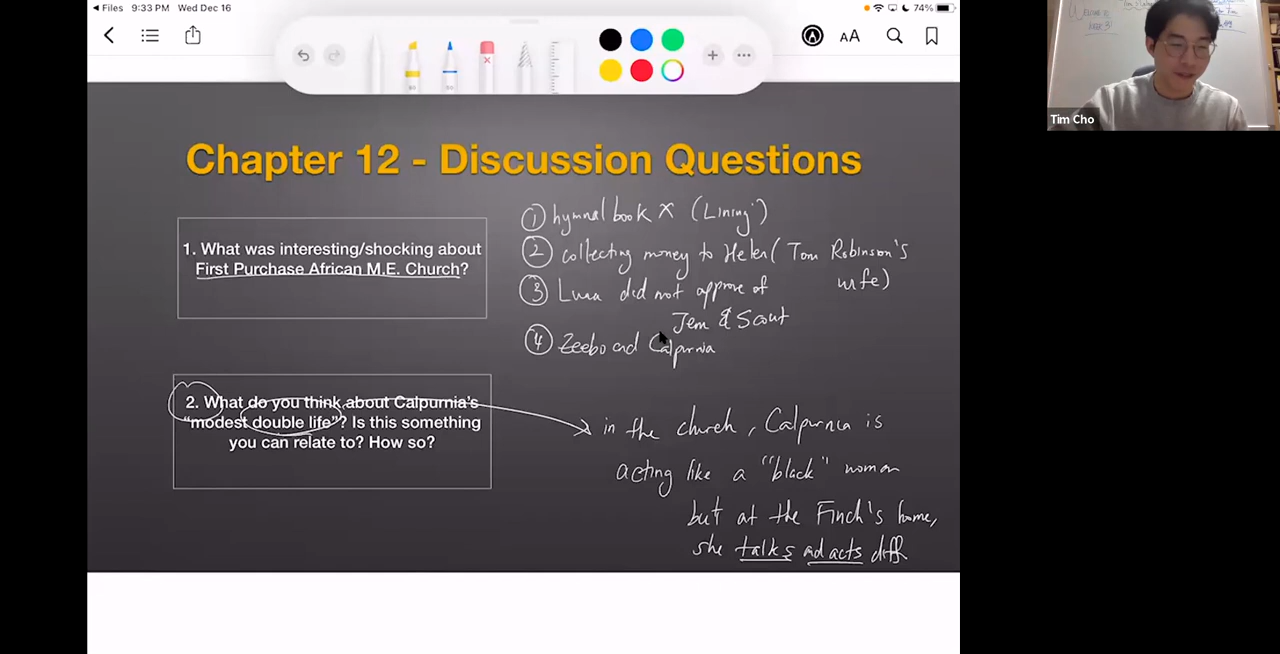 Files 9:33 PM Wed Dec 16
74%
AA
Chapter 12 - Discussion Questions
1. What was interesting/shocking about
First Purchase African M.E. Church?
① hymnal book X (Lining)
② collecting money to Helen (Tom Robinson's
wife)
③ Lula did not approve of
Jem & Scout
④ Zeebo and Calpurnia
2. What do you think about Calpurnia's
"modest double life"? Is this something
you can relate to? How so?
in the church, Calpurnia is
acting like a "black" woman
but at the Finch's home,
she talks and acts diff
Tim Cho